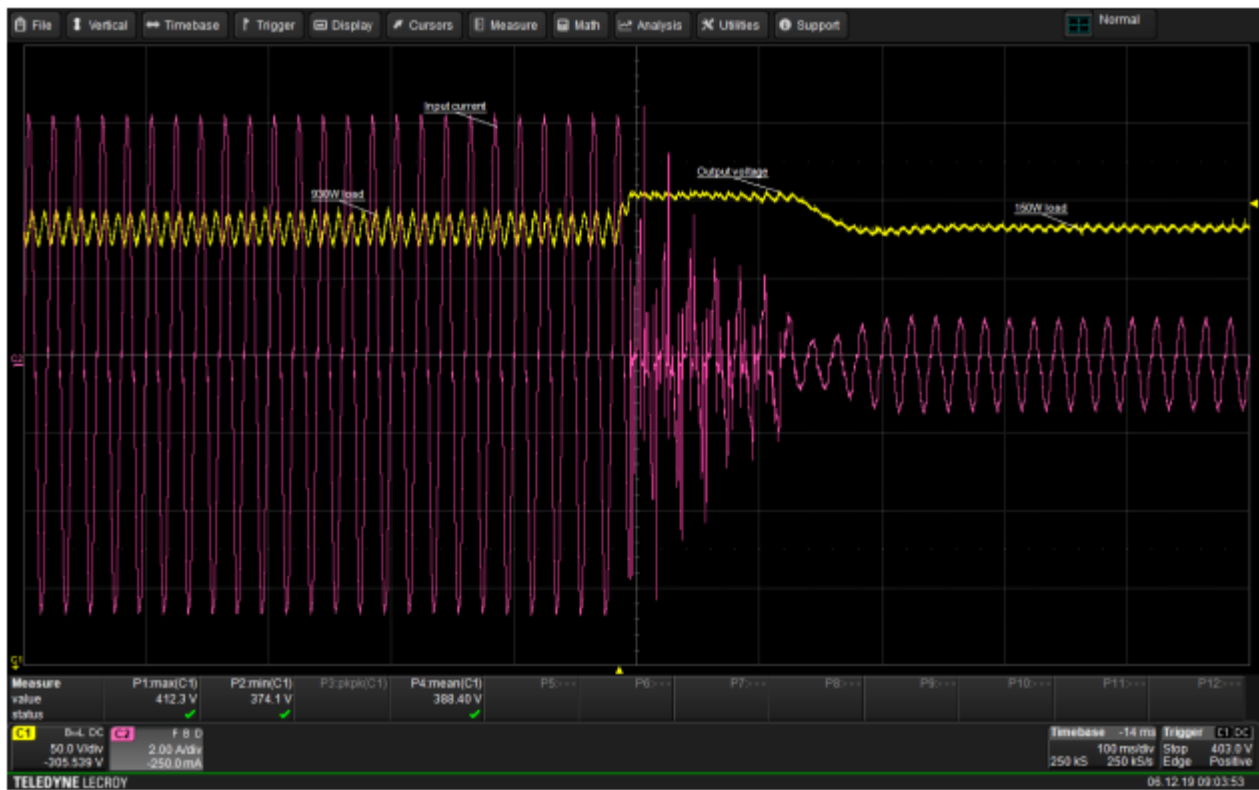 File Vertical Timebase Trigger Display Cursors Measure Math Analysis Utilities Support Normal
Input current
Output voltage
930W load
150W load
C2
C1
Measure P1:max(C1) P2:min(C1) P3:pkpk(C1) P4:mean(C1) P5:--- P6:--- P7:--- P8:--- P9:--- P10:--- P11:--- P12:---
value 412.3 V 374.1 V 388.40 V
status
C1 BwL DC C2 F B D Timebase -14 ms Trigger C1 DC
50.0 V/div 2.00 A/div 100 ms/div Stop 403.0 V
-305.539 V -250.0 mA 250 kS 250 kS/s Edge Positive
TELEDYNE LECROY 06.12.19 09:03:53